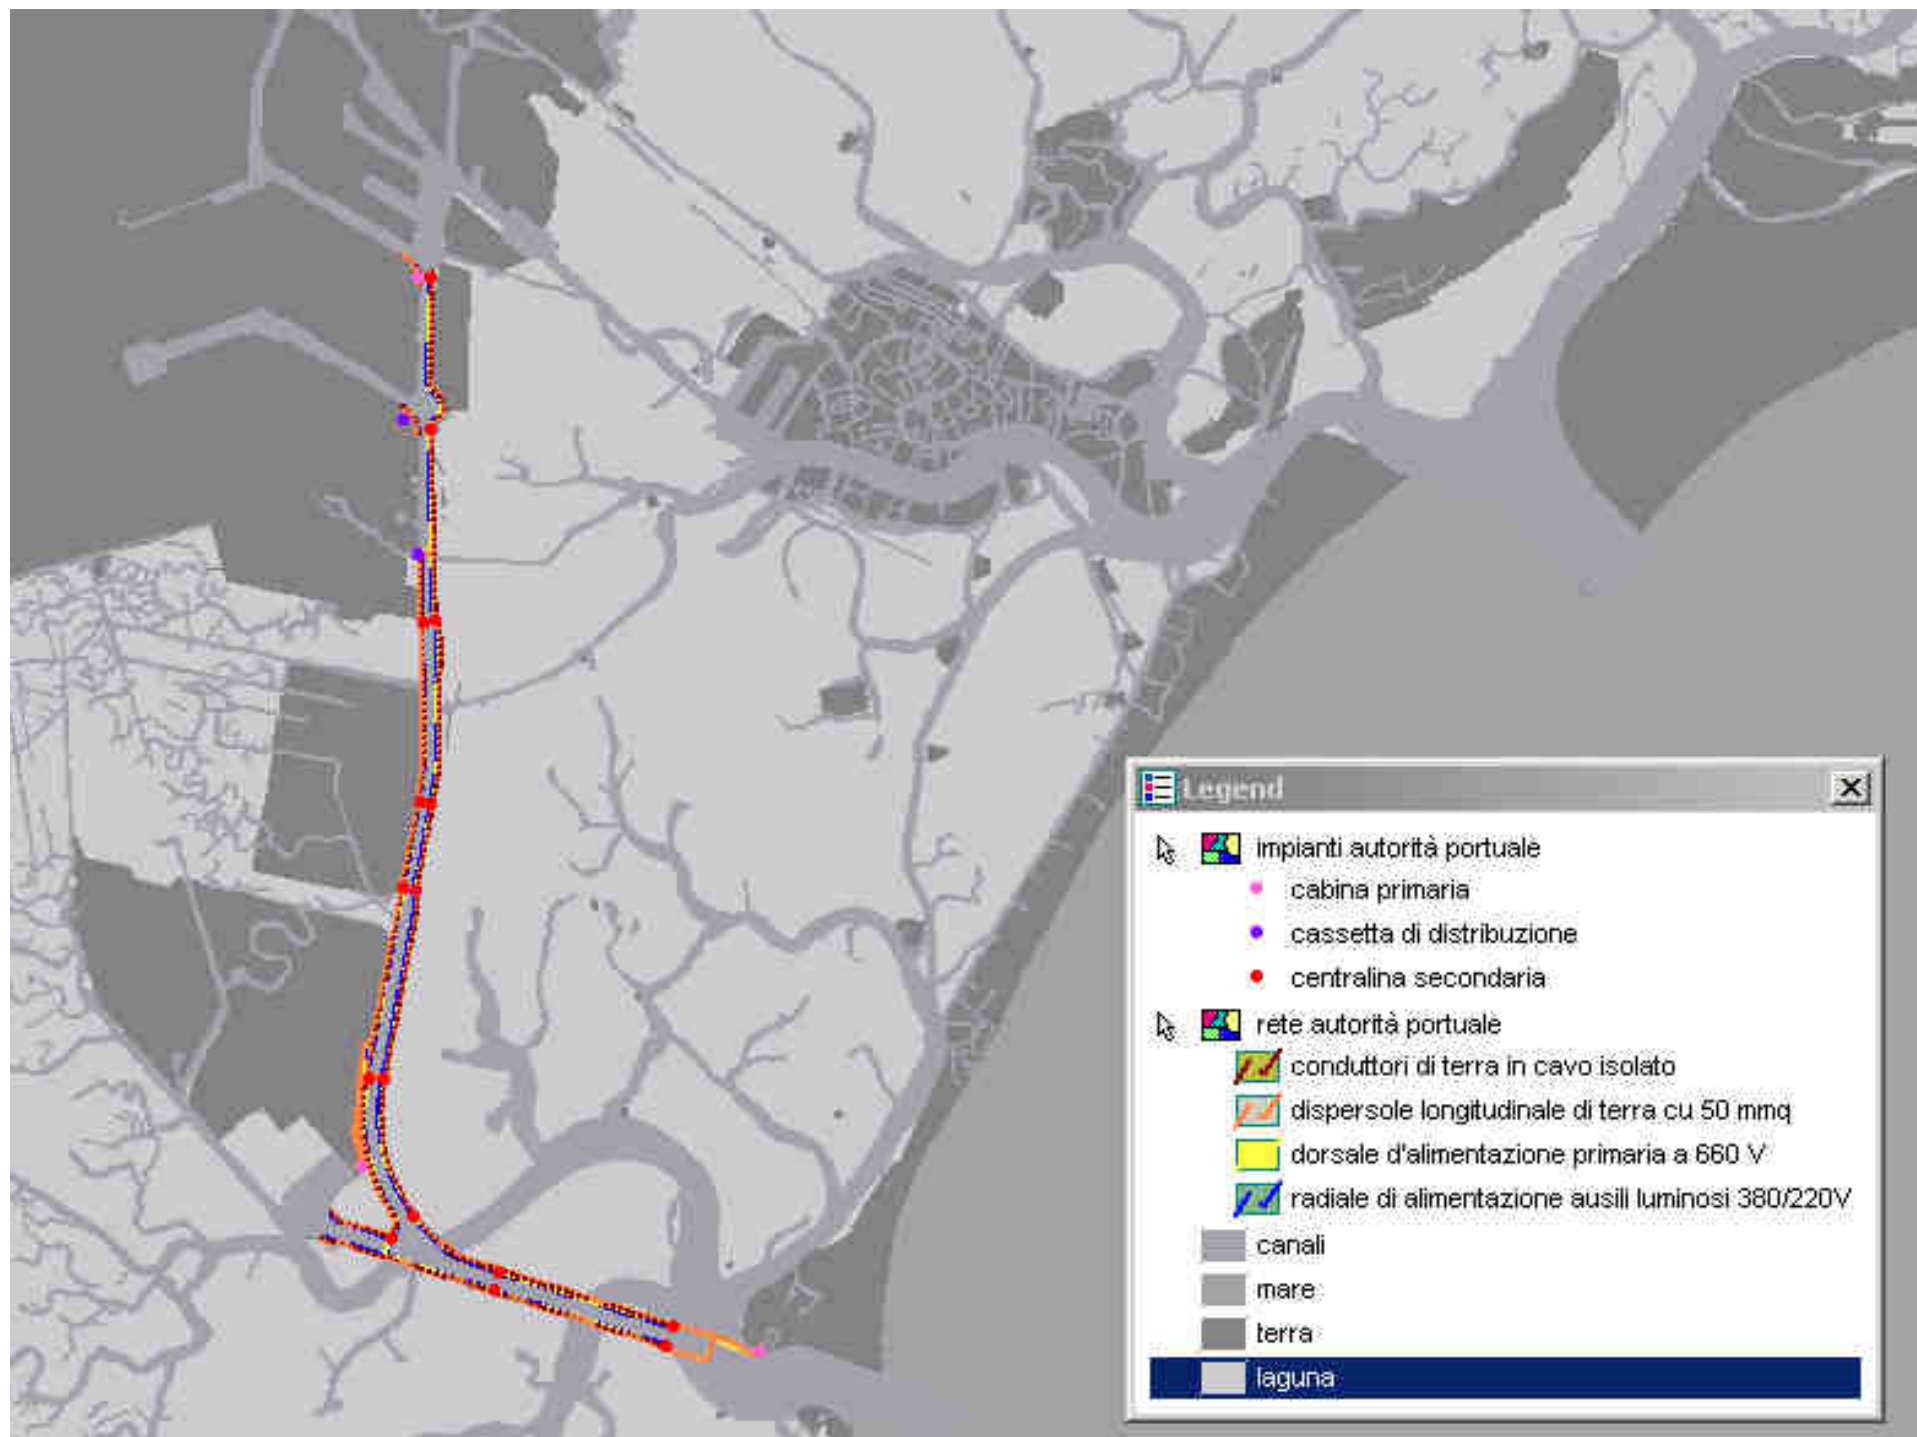 Legend
impianti autorità portuale
cabina primaria
cassetta di distribuzione
centralina secondaria
rete autorità portuale
conduttori di terra in cavo isolato
dispersole longitudinale di terra cu 50 mmq
dorsale d'alimentazione primaria a 660 V
radiale di alimentazione ausili luminosi 380/220V
canali
mare
terra
laguna